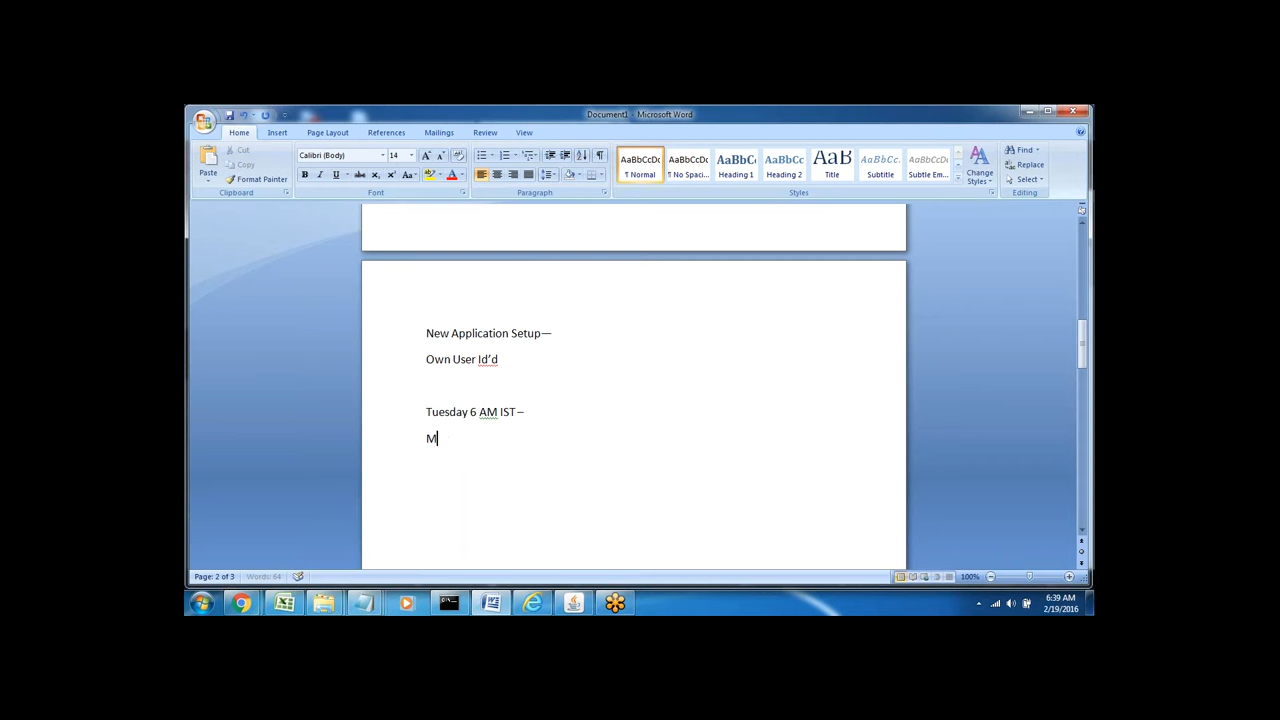 Document1 - Microsoft Word
Home Insert Page Layout References Mailings Review View
Cut
Copy
Paste
Format Painter
Clipboard
Calibri (Body) 14
Font
Paragraph
AaBbCcDc AaBbCcDc AaBbC AaBbCc AaB AaBbCc. AaBbCcDc
¶ Normal ¶ No Spaci... Heading 1 Heading 2 Title Subtitle Subtle Em...
Change Styles
Styles
Find
Replace
Select
Editing
New Application Setup—
Own User Id’d
Tuesday 6 AM IST –
M
Page: 2 of 3 Words: 64 100%
6:39 AM
2/19/2016